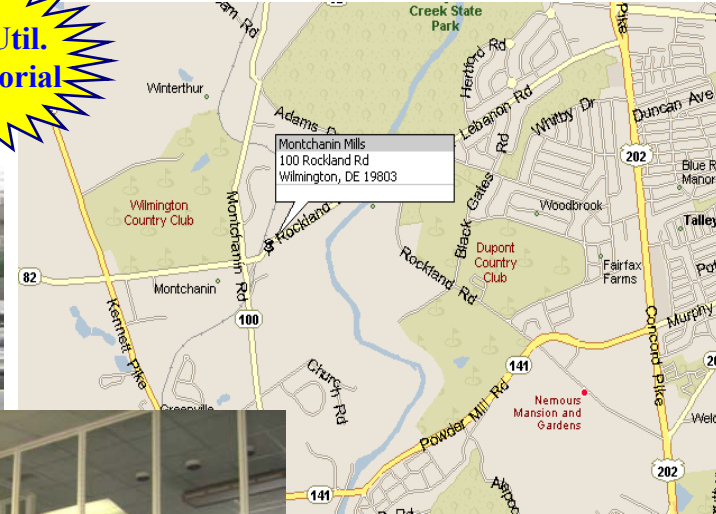 Util.
orial
Creek State
Park
Winterthur
Adams
Hertford Rd
Lebanon Rd
Whitby Dr
Duncan Ave
Pike
202
Montchanin Mills
100 Rockland Rd
Wilmington, DE 19803
Wilmington
Country Club
Montchanin Rd
Rockland
Black Gates Rd
Woodbrook
Blue R
Manor
Talley
82
Montchanin
Rockland Rd
Dupont
Country
Club
Fairfax
Farms
100
Kennett Pike
Concord Pike
Murphy
141
Church Rd
Greenville
Powder Mill Rd
Nemours
Mansion and
Gardens
202
141